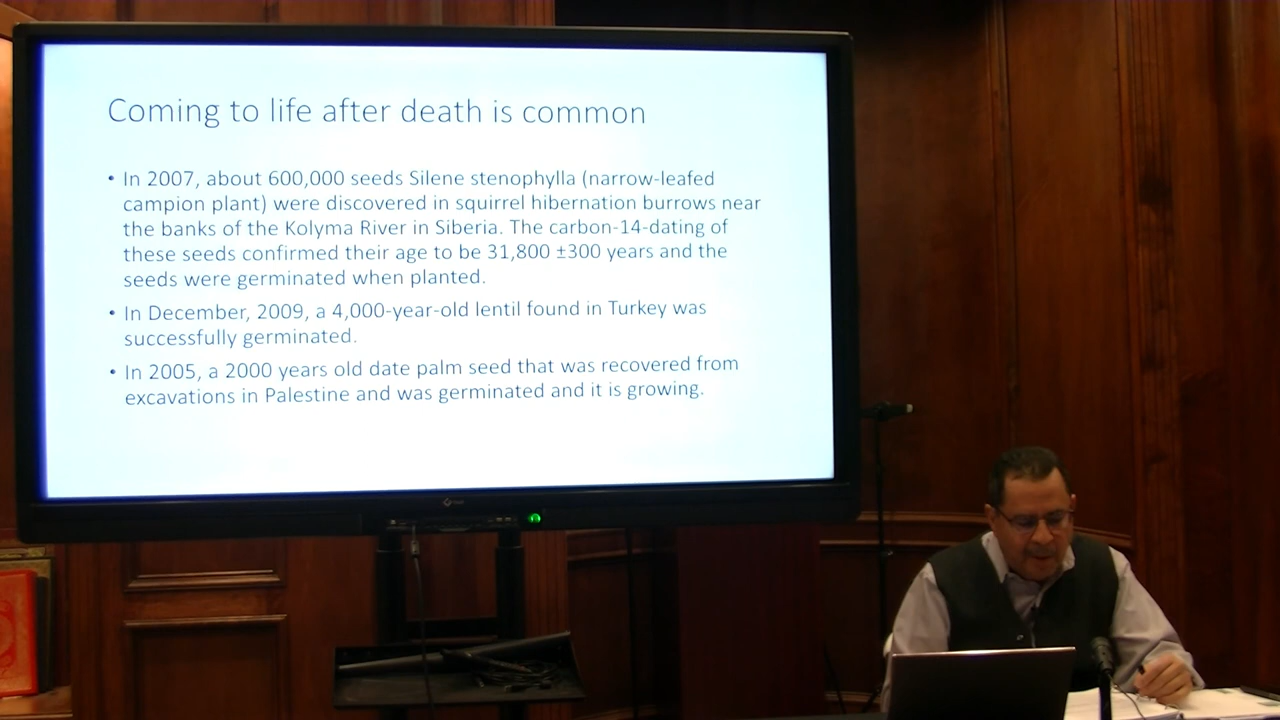 Coming to life after death is common
• In 2007, about 600,000 seeds Silene stenophylla (narrow-leafed
campion plant) were discovered in squirrel hibernation burrows near
the banks of the Kolyma River in Siberia. The carbon-14-dating of
these seeds confirmed their age to be 31,800 ±300 years and the
seeds were germinated when planted.
• In December, 2009, a 4,000-year-old lentil found in Turkey was
successfully germinated.
• In 2005, a 2000 years old date palm seed that was recovered from
excavations in Palestine and was germinated and it is growing.